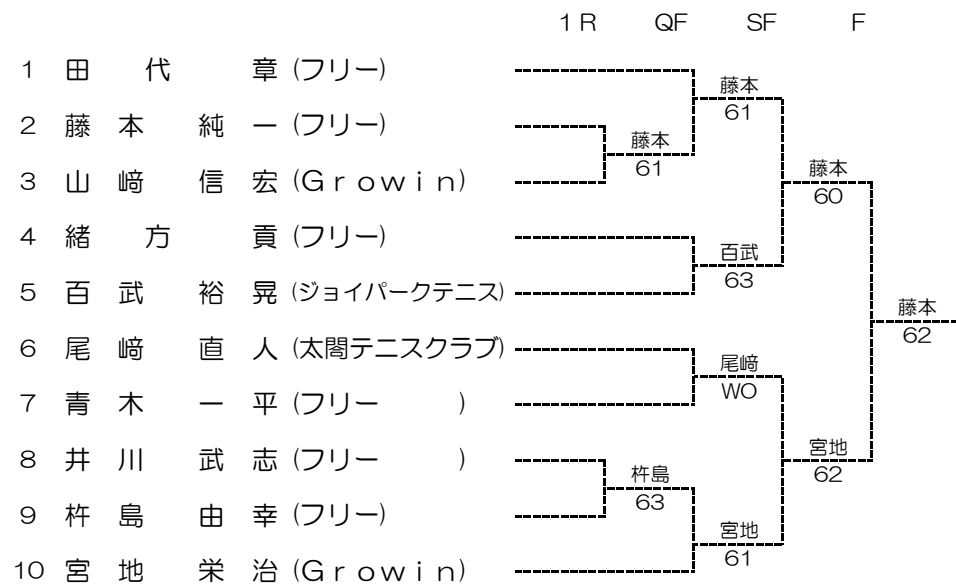 1R QF SF F
1 田代 章 (フリー)
藤本
61
2 藤本 純一 (フリー)
藤本
61
3 山﨑 信宏 (Growin)
藤本
60
4 緒方 貢 (フリー)
百武
63
5 百武 裕晃 (ジョイパークテニス)
藤本
62
6 尾﨑 直人 (太閤テニスクラブ)
尾﨑
WO
7 青木 一平 (フリー )
宮地
62
8 井川 武志 (フリー )
杵島
63
9 杵島 由幸 (フリー)
宮地
61
10 宮地 栄治 (Growin)